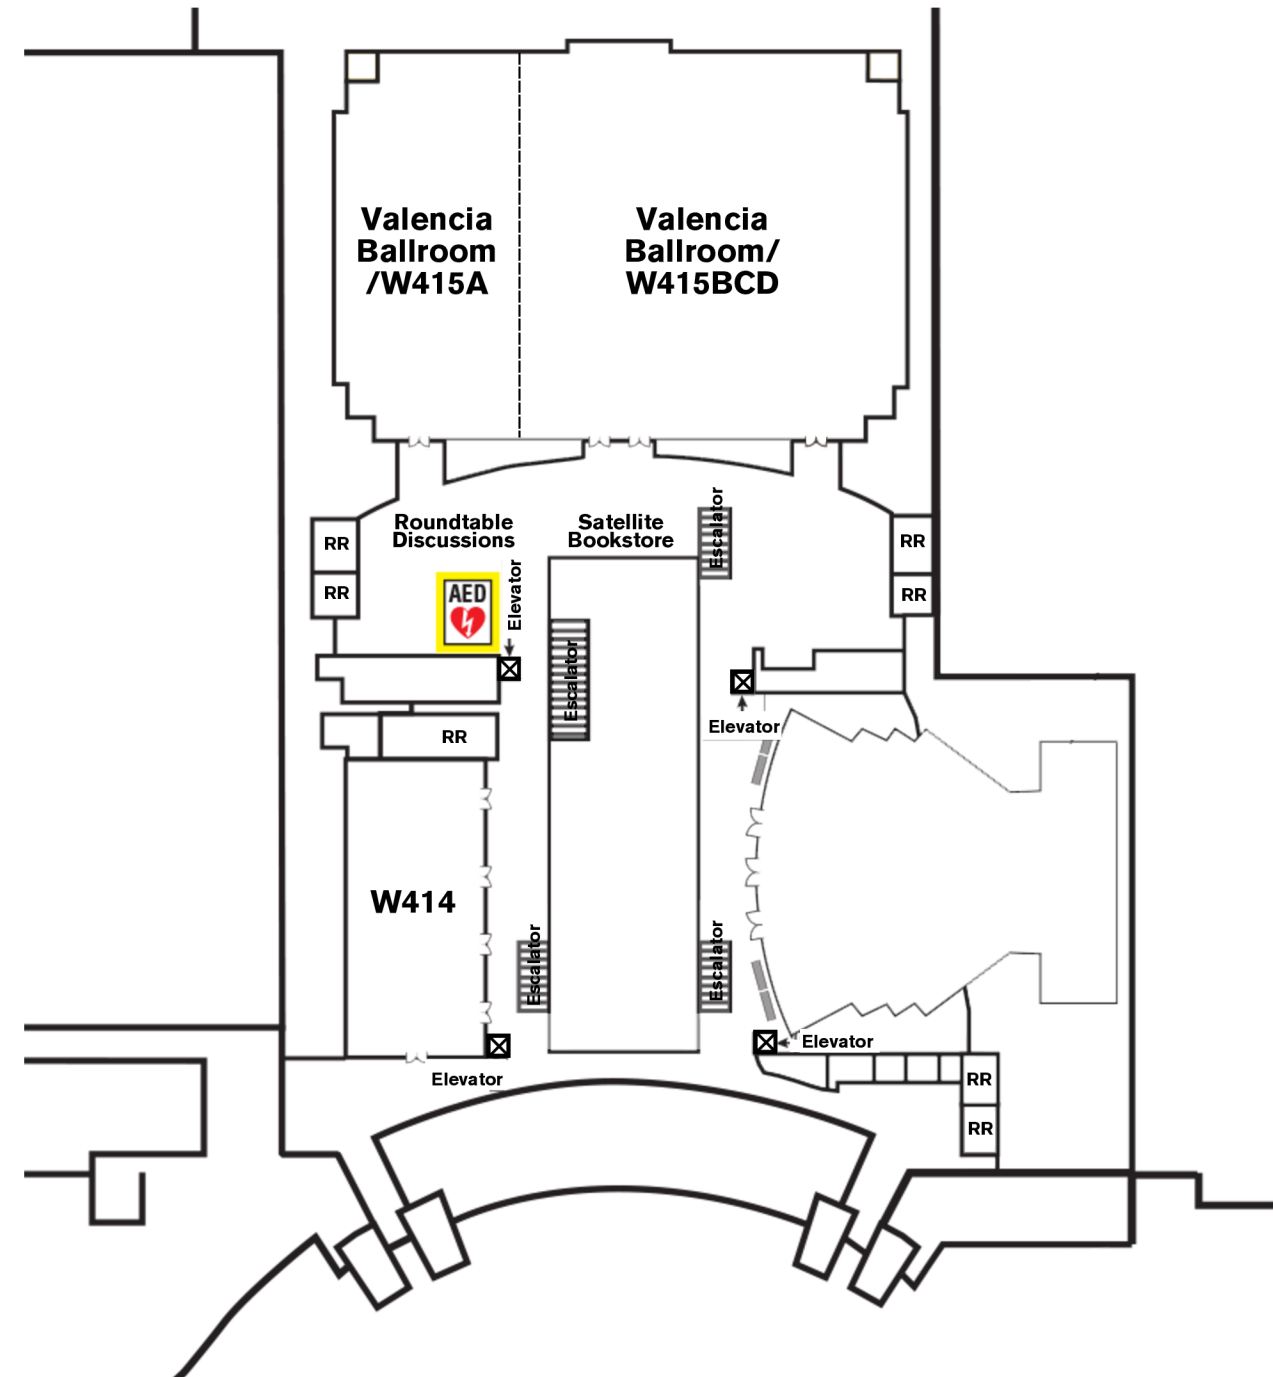 Valencia
Ballroom
/W415A
Valencia
Ballroom/
W415BCD
Roundtable
Discussions
Satellite
Bookstore
Escalator
RR
RR
RR
RR
AED
Elevator
Escalator
Elevator
RR
W414
Escalator
Escalator
Elevator
Elevator
RR
RR